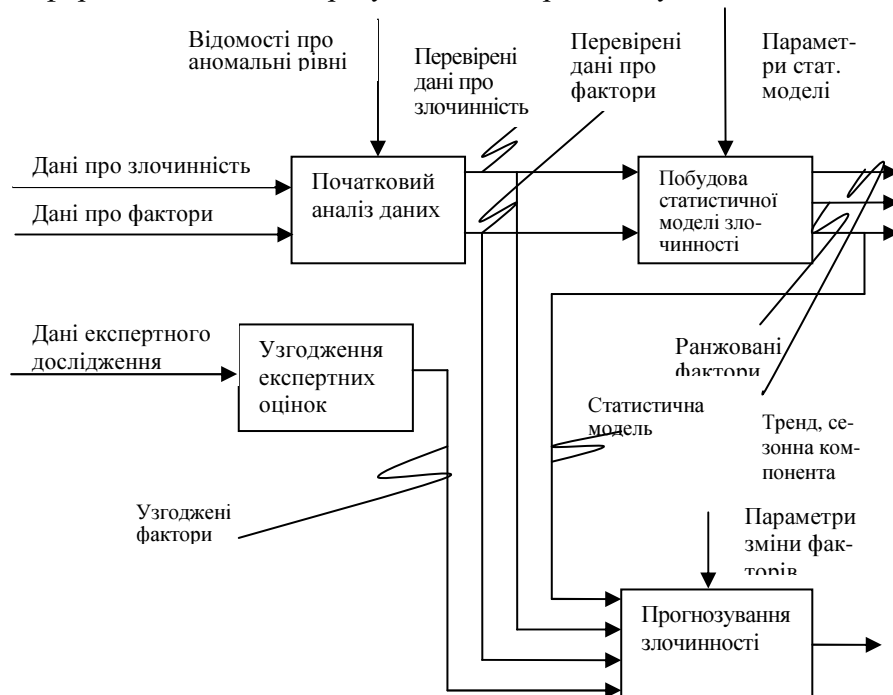 Відомості про
аномальні рівні
Перевірені
дані про
злочинність
Перевірені
дані про
фактори
Парамет-
ри стат.
моделі
Дані про злочинність
Дані про фактори
Початковий
аналіз даних
Побудова
статистичної
моделі зло-
чинності
Дані експертного
дослідження
Узгодження
експертних
оцінок
Ранжовані
фактори
Статистична
модель
Тренд, се-
зонна ком-
понента
Узгоджені
фактори
Параметри
зміни фак-
торів
Прогнозування
злочинності